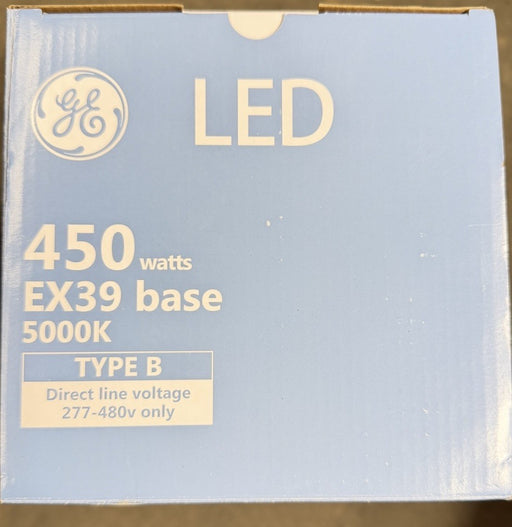 GE
LED
450 watts
EX39 base
5000K
TYPE B
Direct line voltage
277-480v only